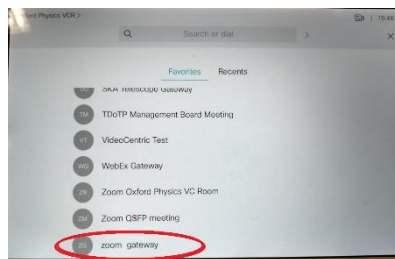 Oxford Physics VCR >
15:46
Search or dial
Favorites Recents
SKA Telescope Gateway
TM TDoTP Management Board Meeting
VT VideoCentric Test
WG WebEx Gateway
ZR Zoom Oxford Physics VC Room
ZM Zoom QSFP meeting
ZG zoom gateway